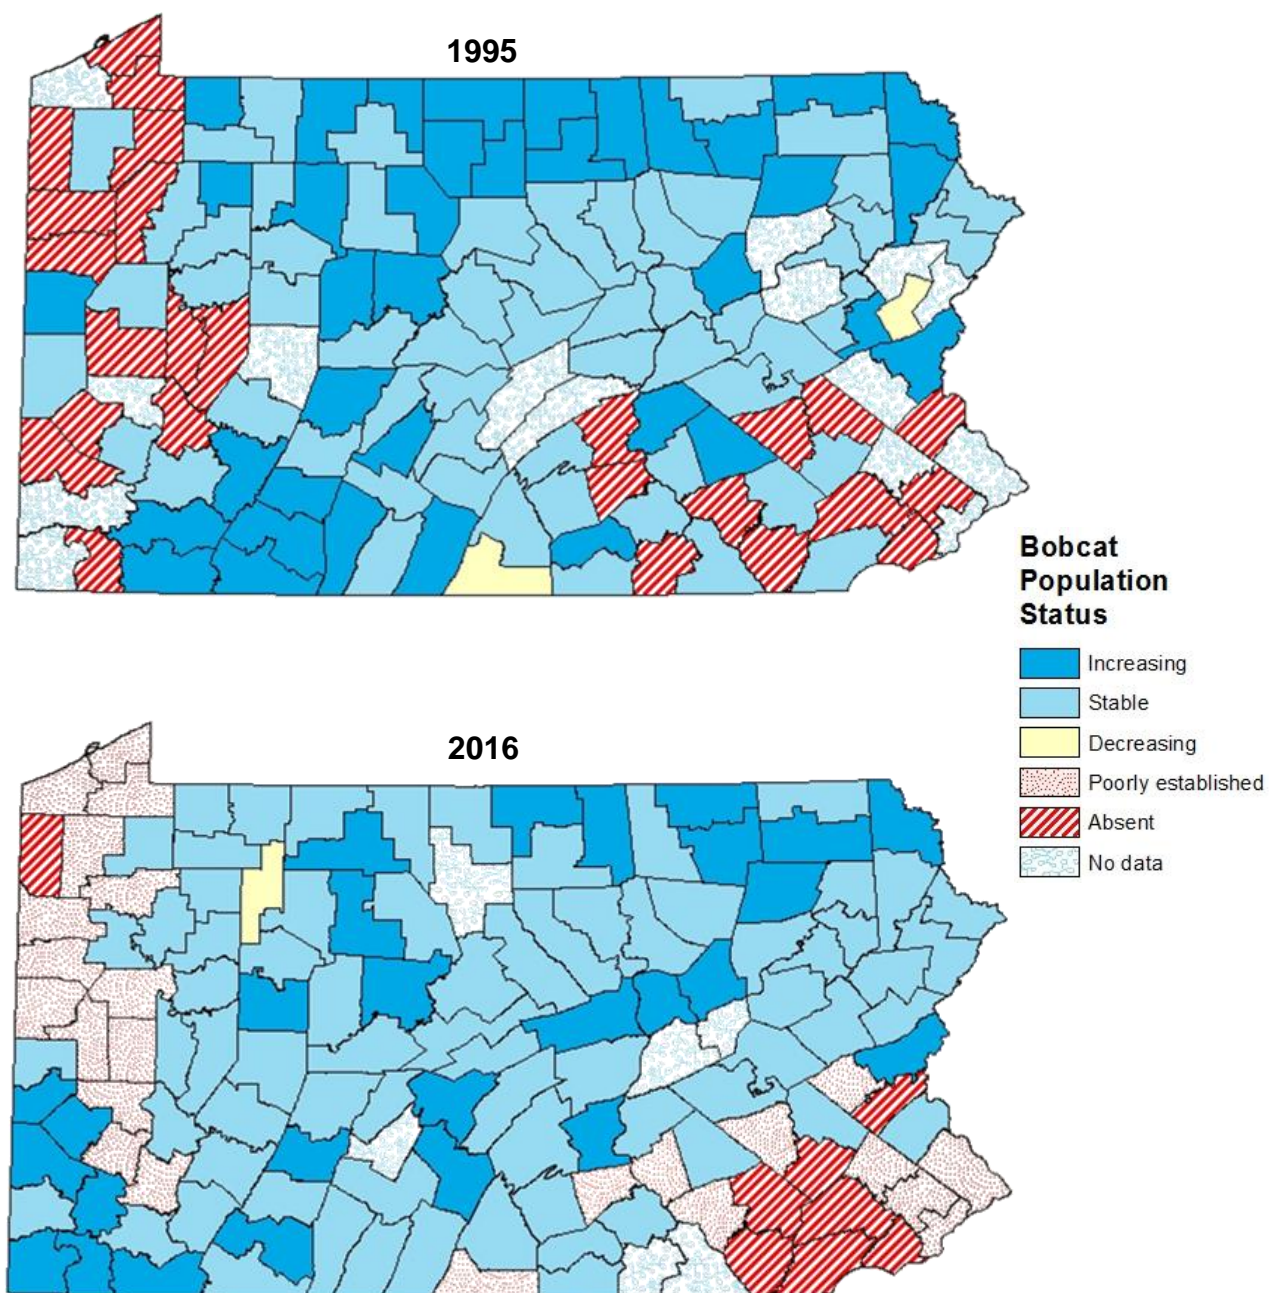 1995
Bobcat
Population
Status
Increasing
Stable
Decreasing
Poorly established
Absent
No data
2016